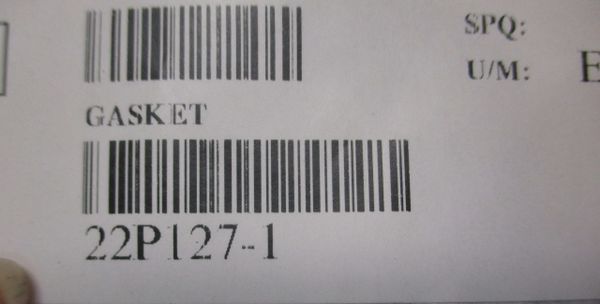 SPQ:
U/M: E
GASKET
22P127-1